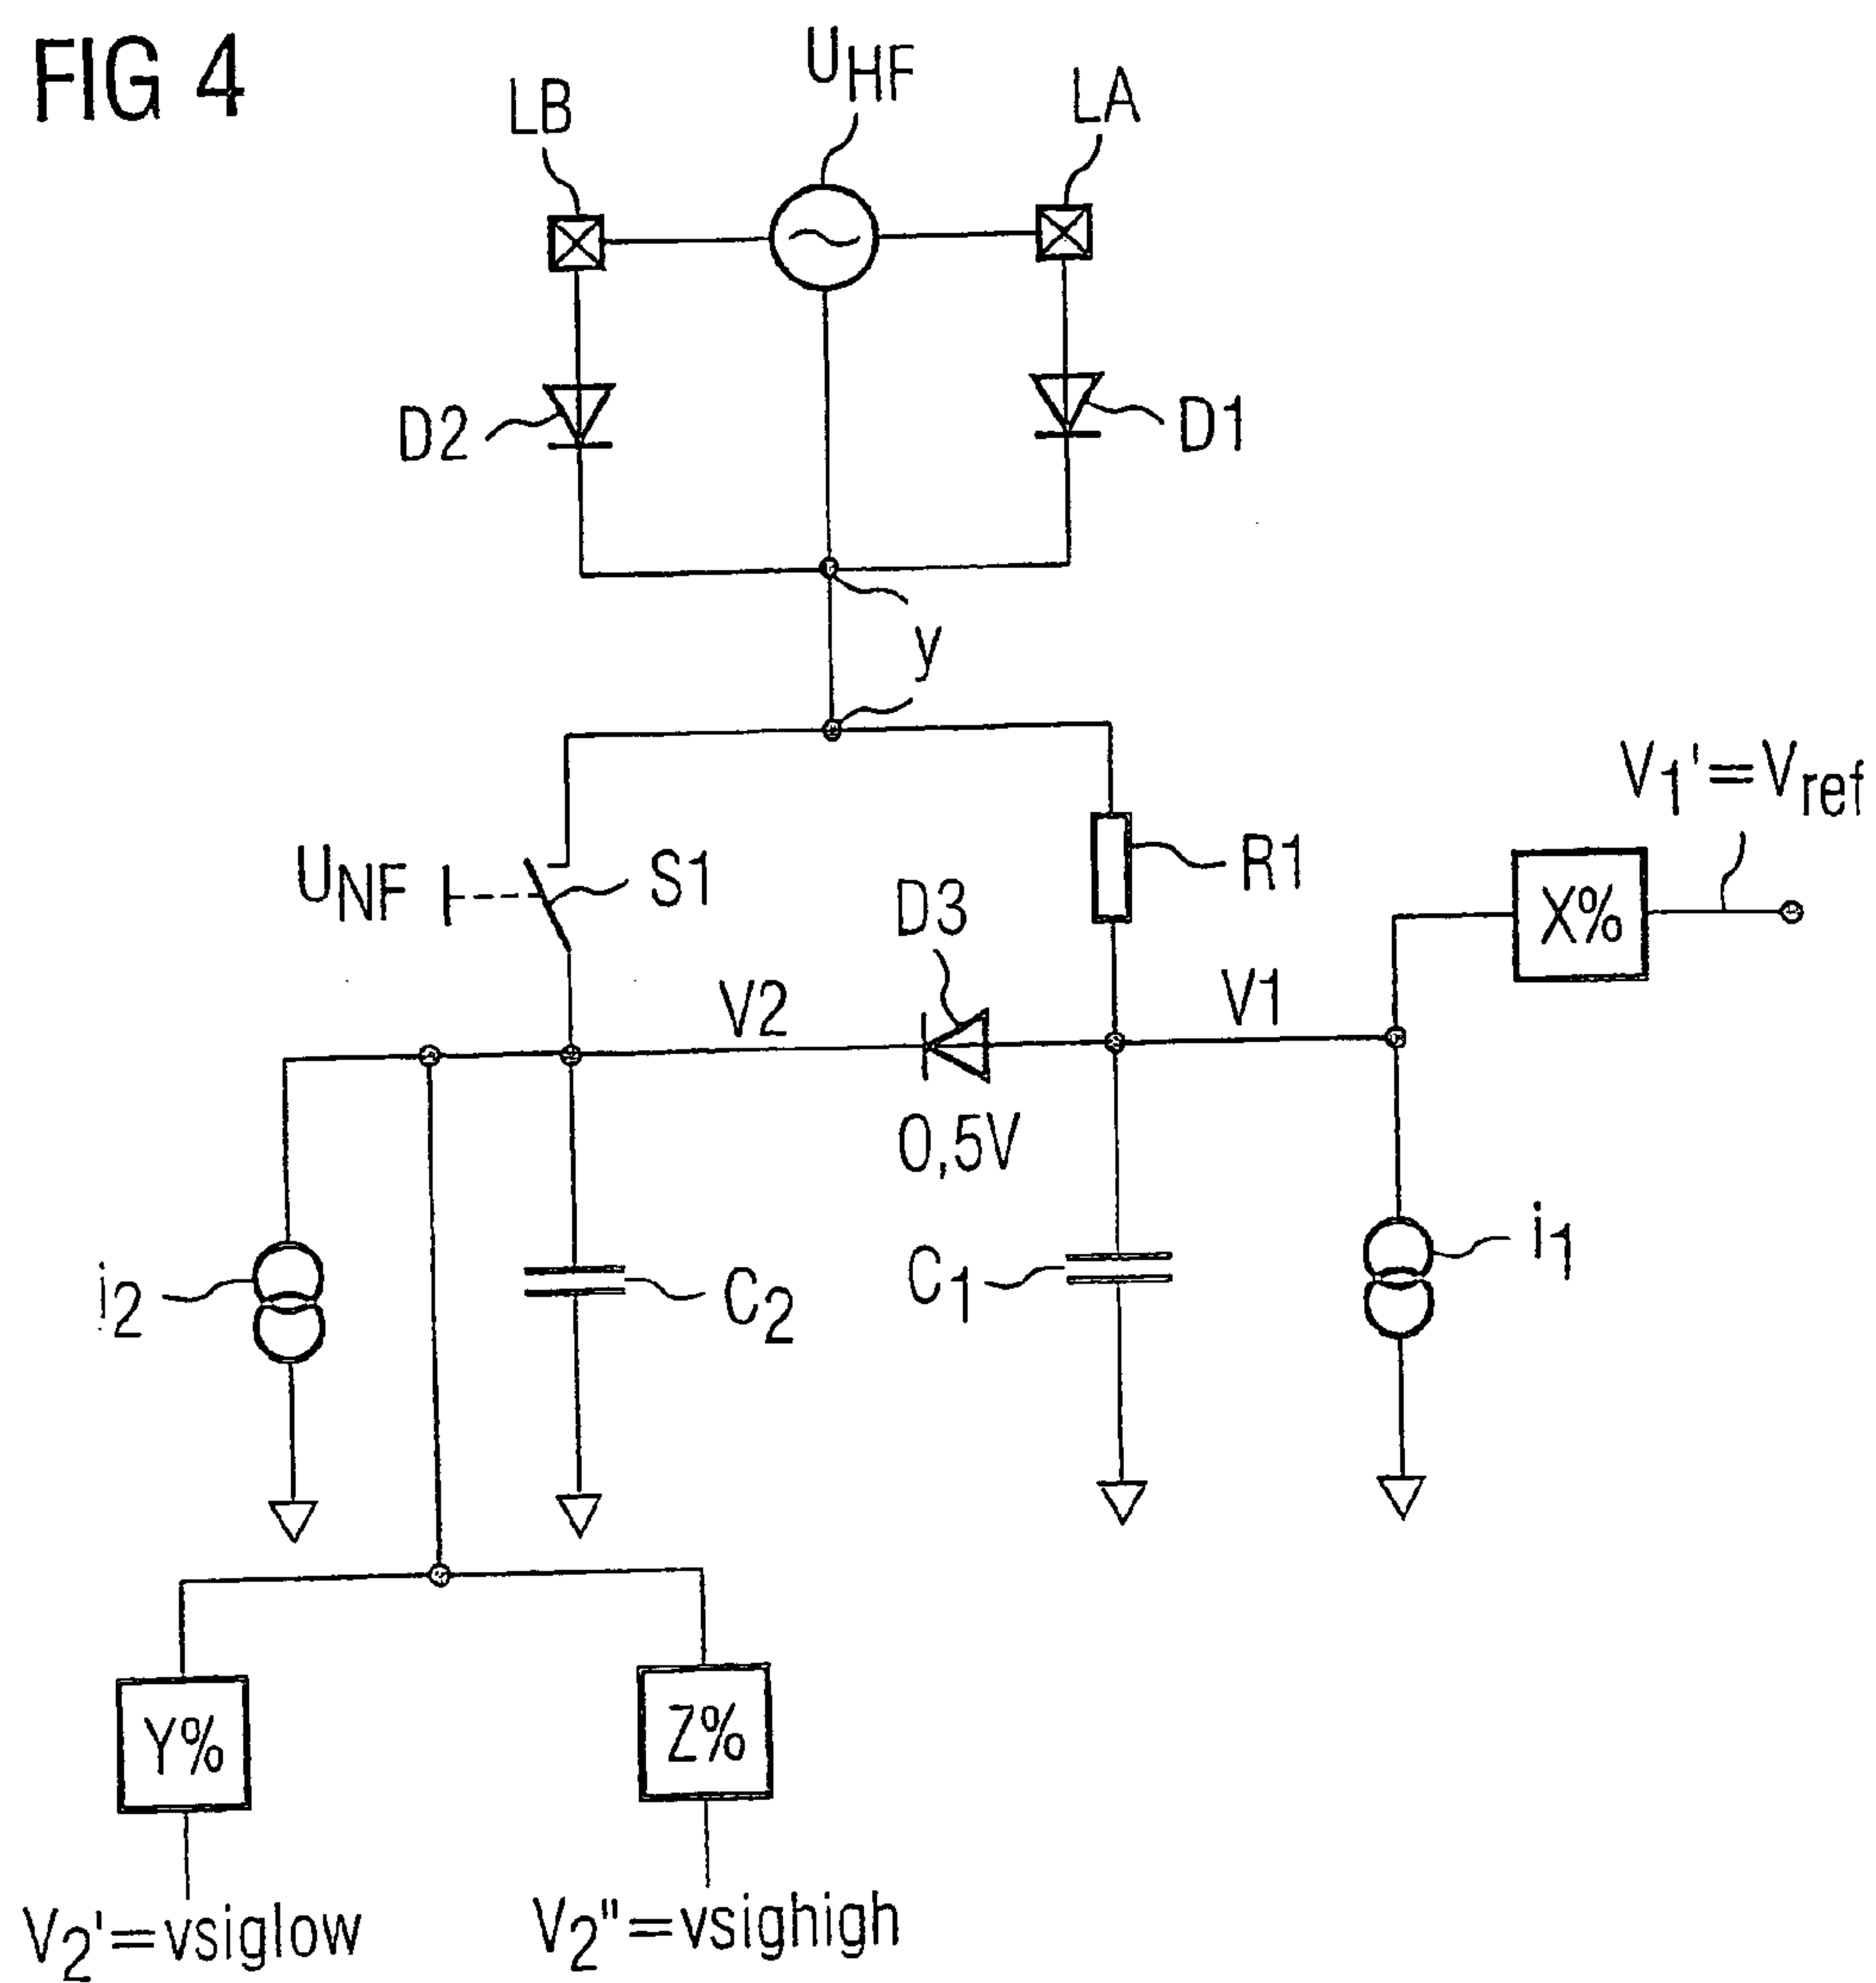 FIG 4
LB
UHF
LA
D2
D1
y
V1'=Vref
UNF
S1
R1
D3
X%
V2
V1
0,5V
i2
C2
C1
i1
Y%
Z%
V2'=vsiglow
V2"=vsighigh